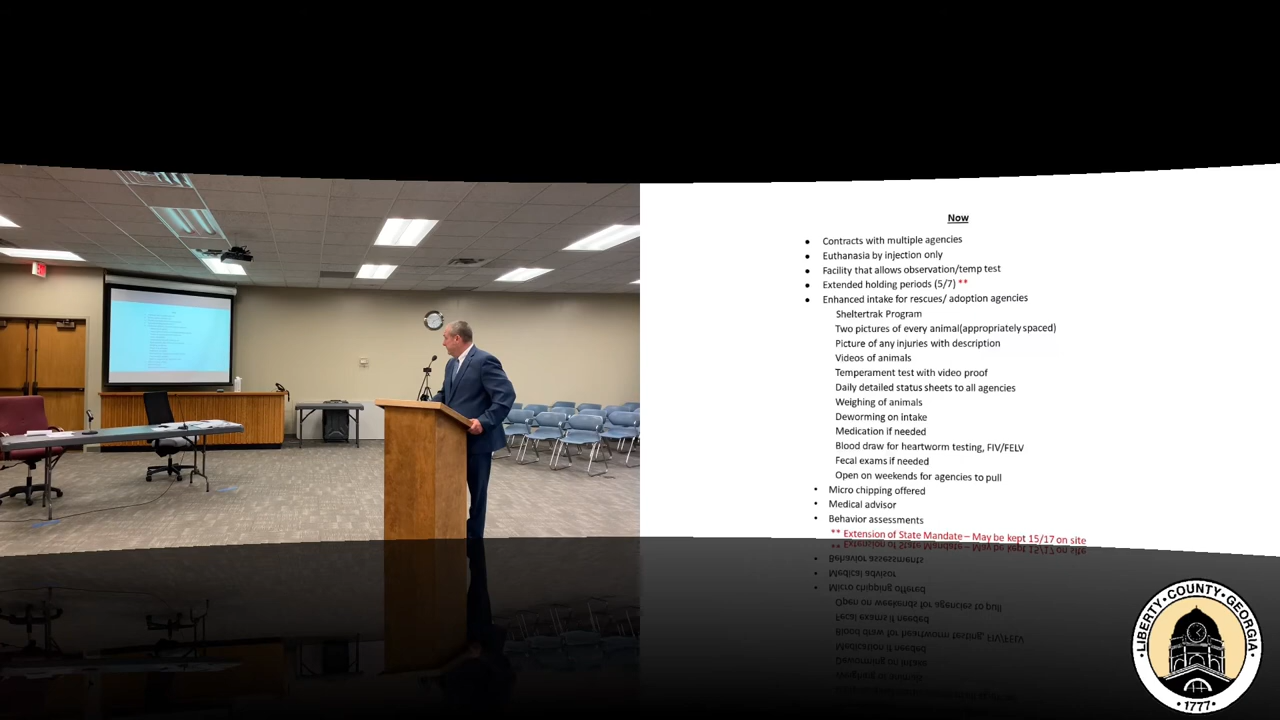 Now
• Contracts with multiple agencies
• Euthanasia by injection only
• Facility that allows observation/temp test
• Extended holding periods (5/7) **
• Enhanced intake for rescues/ adoption agencies
Sheltertrak Program
Two pictures of every animal(appropriately spaced)
Picture of any injuries with description
Videos of animals
Temperament test with video proof
Daily detailed status sheets to all agencies
Weighing of animals
Deworming on intake
Medication if needed
Blood draw for heartworm testing, FIV/FELV
Fecal exams if needed
Open on weekends for agencies to pull
• Micro chipping offered
• Medical advisor
• Behavior assessments
** Extension of State Mandate – May be kept 15/17 on site
LIBERTY • COUNTY • GEORGIA
• 1777 •